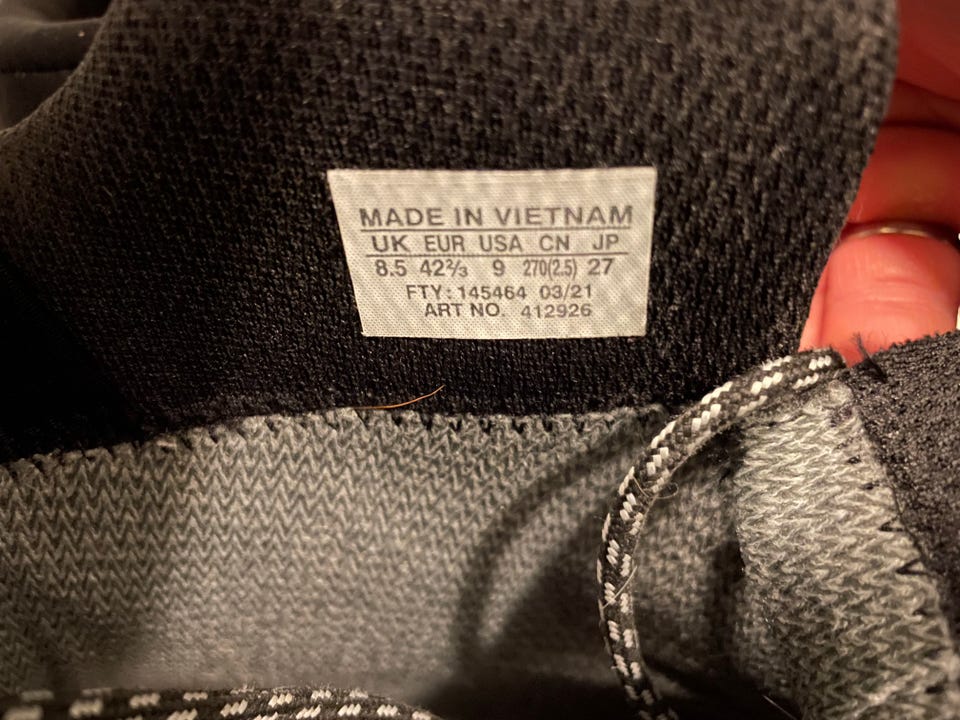 MADE IN VIETNAM
UK EUR USA CN JP
8.5 42⅔ 9 270(2.5) 27
FTY: 145464 03/21
ART NO. 412926